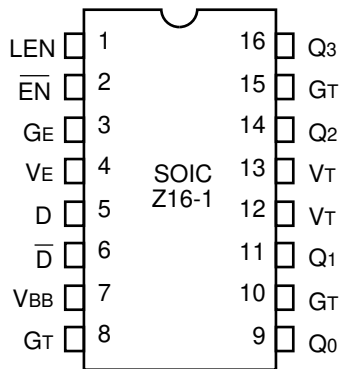 LEN 1 16 Q3
E̅N̅ 2 15 GT
GE 3 14 Q2
VE 4 13 VT
SOIC
Z16-1
D 5 12 VT
D̅ 6 11 Q1
VBB 7 10 GT
GT 8 9 Q0